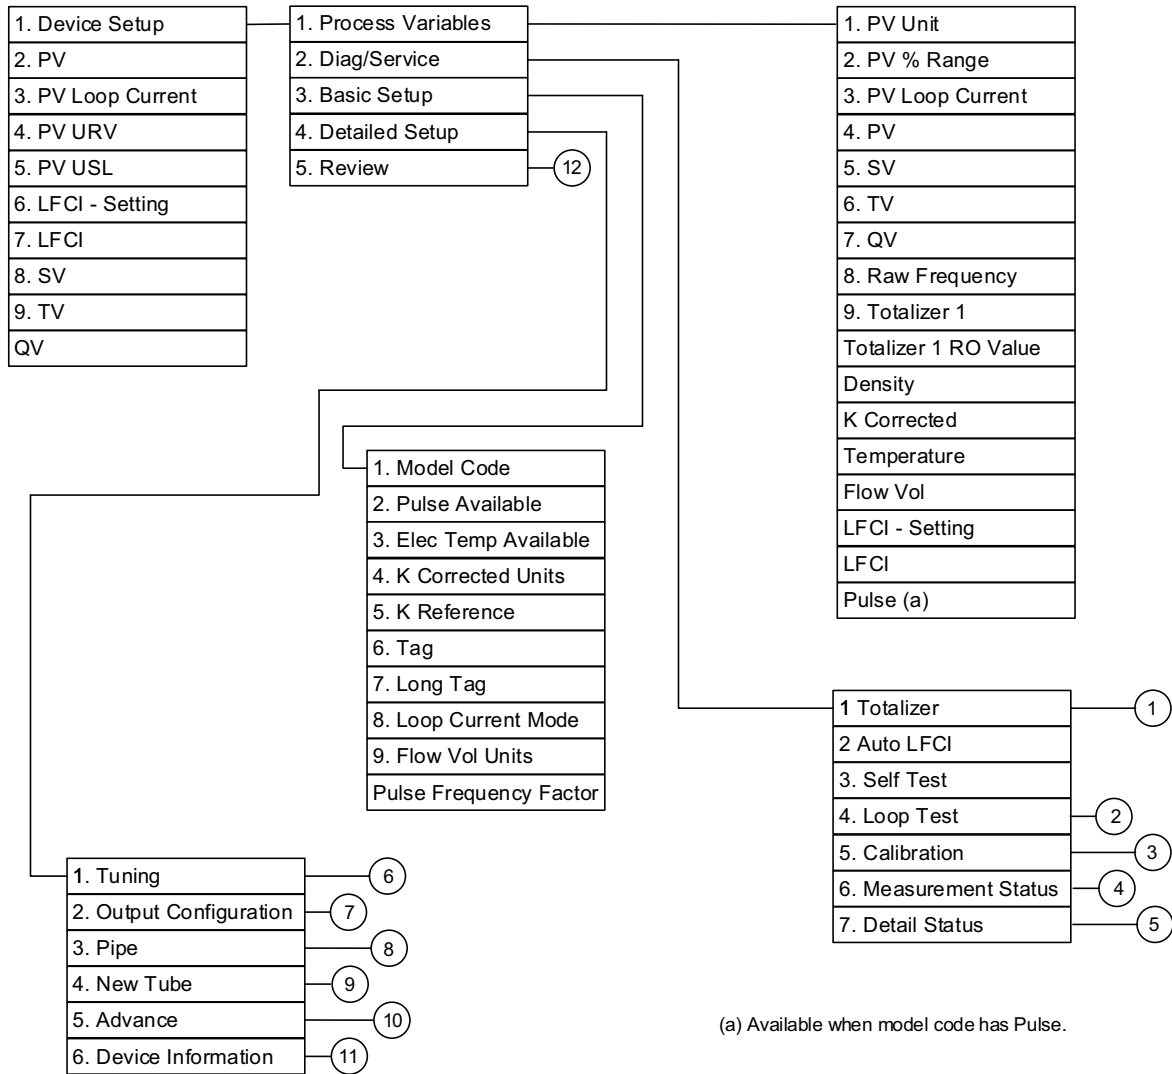 1. Device Setup
2. PV
3. PV Loop Current
4. PV URV
5. PV USL
6. LFCI - Setting
7. LFCI
8. SV
9. TV
QV
1. Process Variables
2. Diag/Service
3. Basic Setup
4. Detailed Setup
5. Review
12
1. PV Unit
2. PV % Range
3. PV Loop Current
4. PV
5. SV
6. TV
7. QV
8. Raw Frequency
9. Totalizer 1
Totalizer 1 RO Value
Density
K Corrected
Temperature
Flow Vol
LFCI - Setting
LFCI
Pulse (a)
1. Model Code
2. Pulse Available
3. Elec Temp Available
4. K Corrected Units
5. K Reference
6. Tag
7. Long Tag
8. Loop Current Mode
9. Flow Vol Units
Pulse Frequency Factor
1 Totalizer
1
2 Auto LFCI
3. Self Test
4. Loop Test
2
5. Calibration
3
6. Measurement Status
4
7. Detail Status
5
1. Tuning
6
2. Output Configuration
7
3. Pipe
8
4. New Tube
9
5. Advance
10
6. Device Information
11
(a) Available when model code has Pulse.